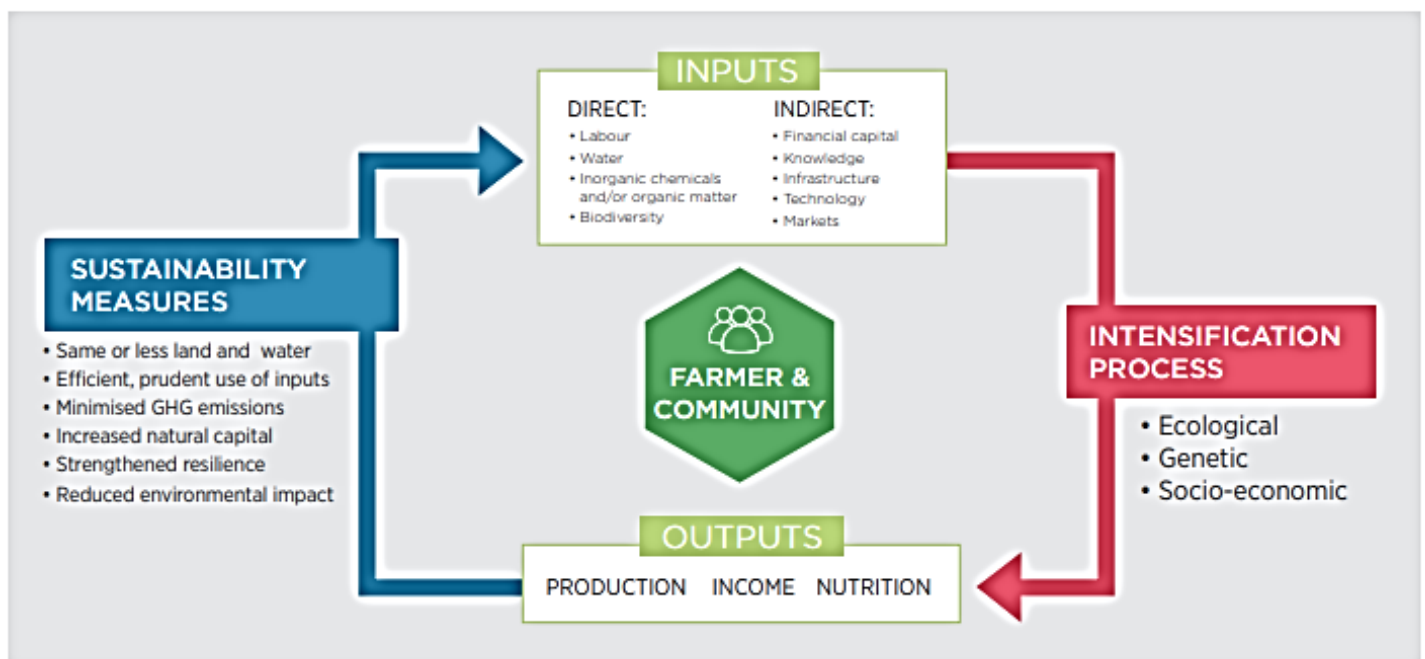 INPUTS
DIRECT:
• Labour
• Water
• Inorganic chemicals
and/or organic matter
• Biodiversity
INDIRECT:
• Financial capital
• Knowledge
• Infrastructure
• Technology
• Markets
SUSTAINABILITY
MEASURES
• Same or less land and water
• Efficient, prudent use of inputs
• Minimised GHG emissions
• Increased natural capital
• Strengthened resilience
• Reduced environmental impact
FARMER &
COMMUNITY
INTENSIFICATION
PROCESS
• Ecological
• Genetic
• Socio-economic
OUTPUTS
PRODUCTION INCOME NUTRITION